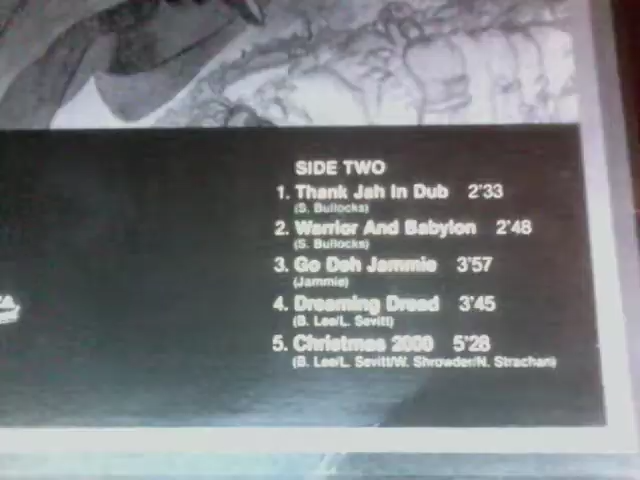 SIDE TWO
1. Thank Jah In Dub 2'33
(S. Bullocks)
2. Warrior And Babylon 2'48
(S. Bullocks)
3. Go Deh Jammie 3'57
(Jammie)
4. Dreaming Dread 3'45
(B. Lee/L. Sevitt)
5. Christmas 2000 5'28
(B. Lee/L. Sevitt/W. Shrowder/N. Strachan)